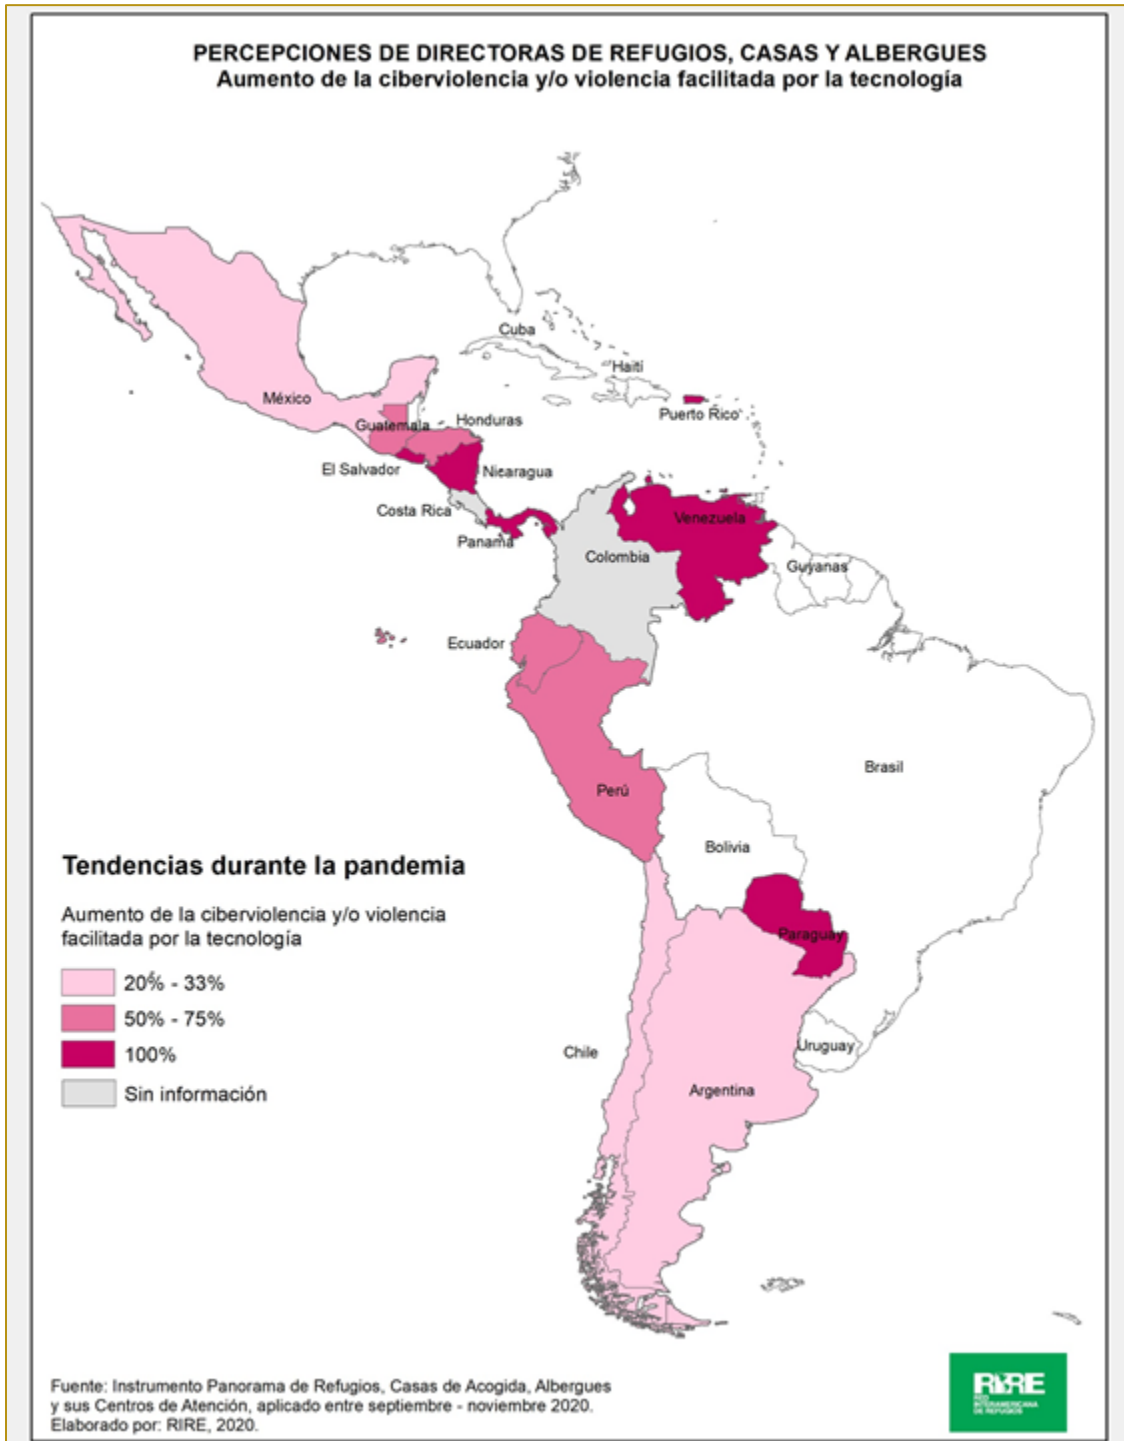 PERCEPCIONES DE DIRECTORAS DE REFUGIOS, CASAS Y ALBERGUES
Aumento de la ciberviolencia y/o violencia facilitada por la tecnología
Cuba
Haití
México
Puerto Rico
Guatemala
Honduras
El Salvador
Nicaragua
Costa Rica
Panamá
Venezuela
Colombia
Guyanas
Ecuador
Brasil
Perú
Bolivia
Paraguay
Uruguay
Chile
Argentina
Tendencias durante la pandemia
Aumento de la ciberviolencia y/o violencia
facilitada por la tecnología
20% - 33%
50% - 75%
100%
Sin información
Fuente: Instrumento Panorama de Refugios, Casas de Acogida, Albergues
y sus Centros de Atención, aplicado entre septiembre - noviembre 2020.
Elaborado por: RIRE, 2020.
RIRE
RED
INTERAMERICANA
DE REFUGIOS